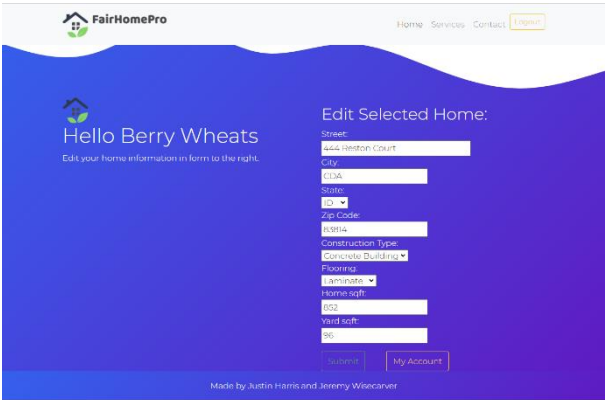 FairHomePro
Home Services Contact Logout
Hello Berry Wheats
Edit your home information in form to the right.
Edit Selected Home:
Street:
444 Reston Court
City:
CDA
State:
ID
Zip Code:
83814
Construction Type:
Concrete Building
Flooring:
Laminate
Home sqft:
852
Yard sqft:
96
Submit My Account
Made by Justin Harris and Jeremy Wisecarver